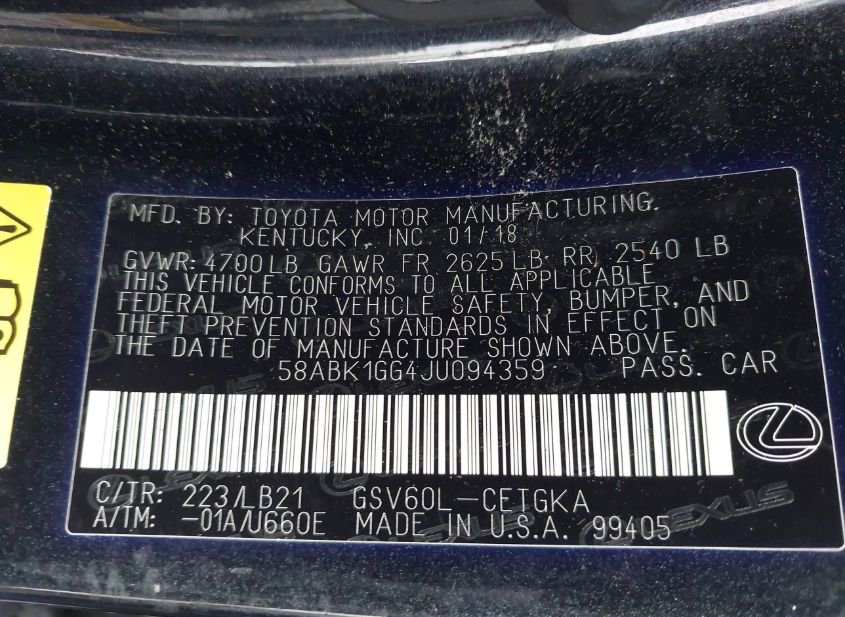 MFD. BY: TOYOTA MOTOR MANUFACTURING.
KENTUCKY, INC 01/18
GVWR: 4700LB GAWR FR 2625LB RR 2540 LB
THIS VEHICLE CONFORMS TO ALL APPLICABLE
FEDERAL MOTOR VEHICLE SAFETY, BUMPER, AND
THEFT PREVENTION STANDARDS IN EFFECT ON
THE DATE OF MANUFACTURE SHOWN ABOVE.
58ABK1GG4JU094359 PASS. CAR
C/TR: 223/LB21 GSV60L-CETGKA
A/TM: -01A/U660E MADE IN U.S.A. 99405
LEXUS